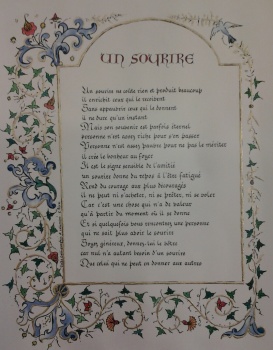 UN SOURIRE
Un sourire ne coûte rien et produit beaucoup
il enrichit ceux qui le reçoivent
Sans appauvrir ceux qui le donnent
il ne dure qu'un instant
Mais son souvenir est parfois éternel
personne n'est assez riche pour s'en passer
Personne n'est assez pauvre pour ne pas le mériter
il crée le bonheur au foyer
Il est le signe sensible de l'amitié
un sourire donne du repos à l'être fatigué
Rend du courage aux plus découragés
il ne peut ni s'acheter, ni se prêter, ni se voler
Car c'est une chose qui n'a de valeur
qu'à partir du moment où il se donne
Et si quelquefois vous rencontrez une personne
qui ne sait plus avoir le sourire
Soyez généreux, donnez-lui le vôtre
car nul n'a autant besoin d'un sourire
Que celui qui ne peut en donner aux autres